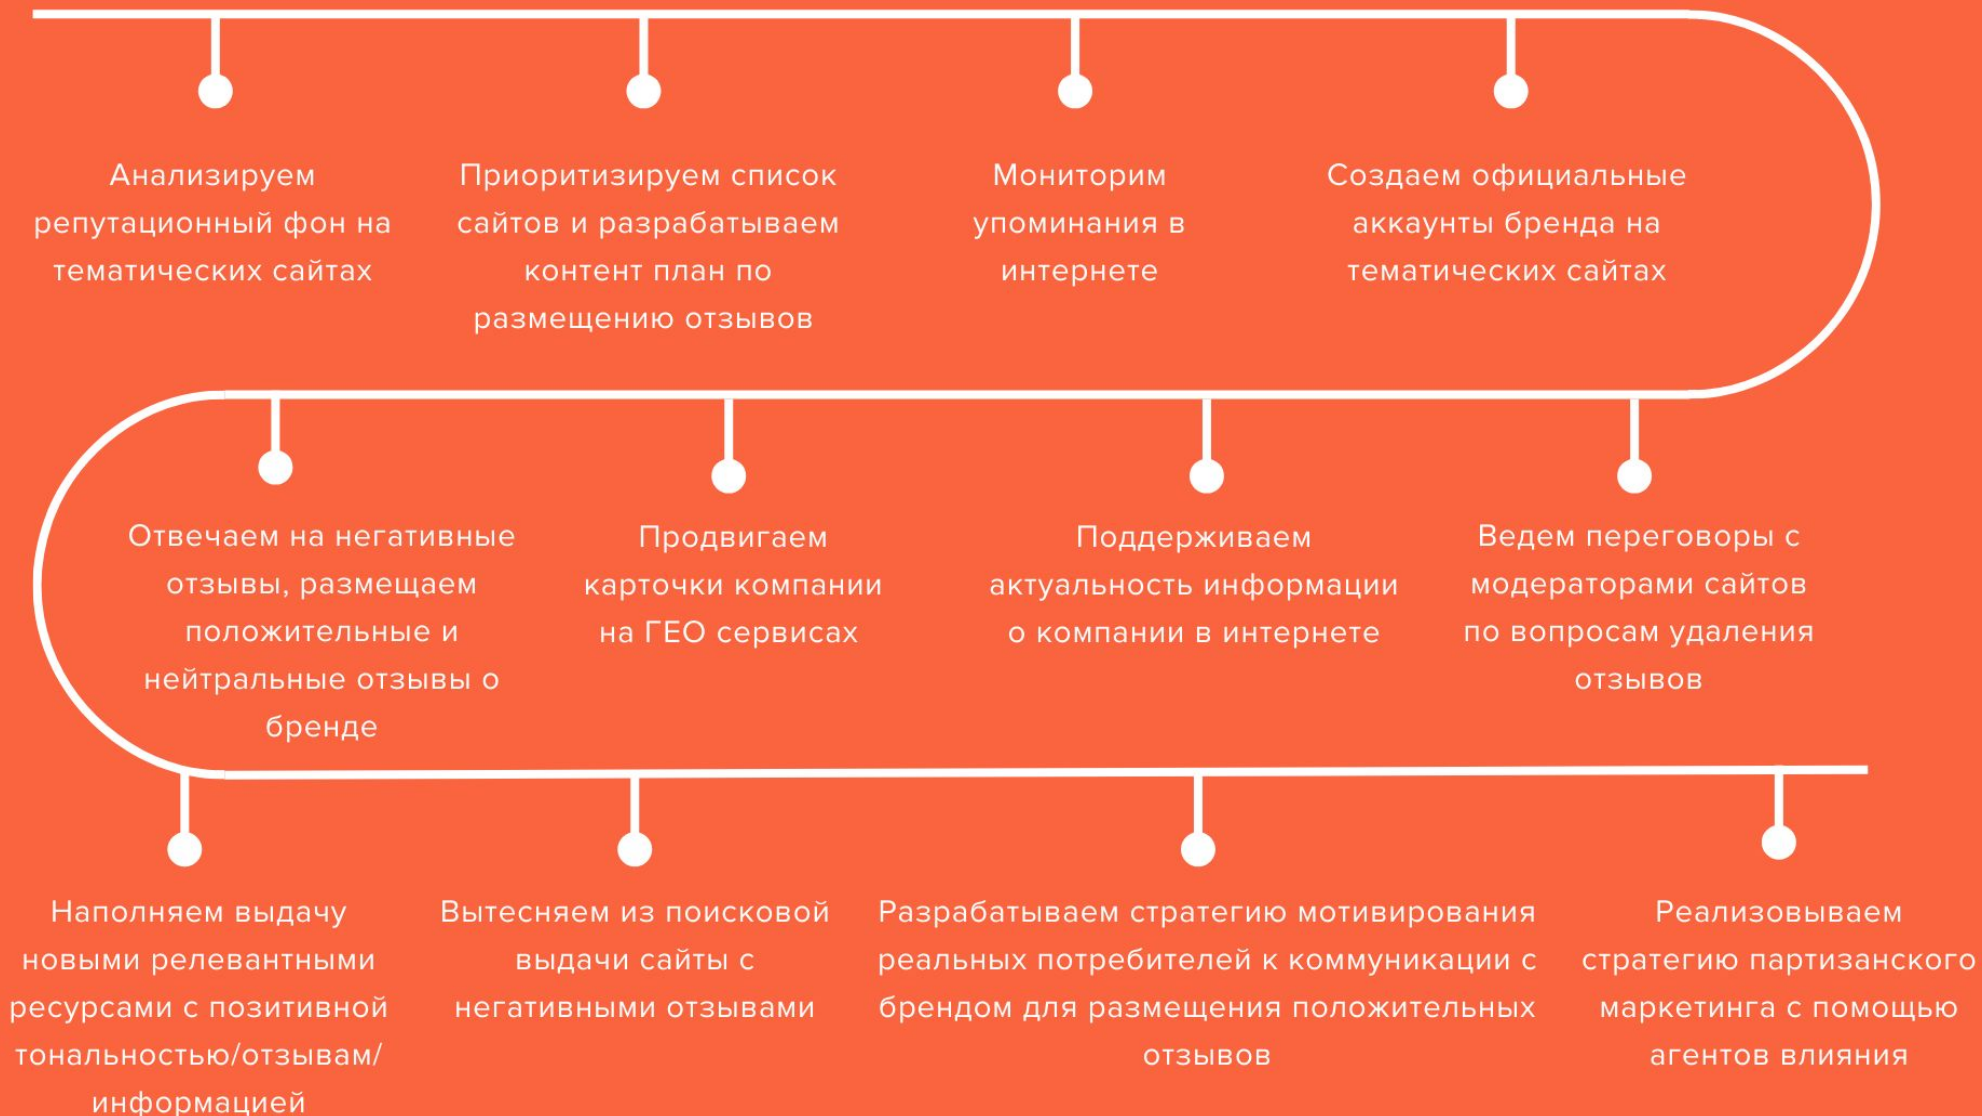 Анализируем
репутационный фон на
тематических сайтах
Приоритизируем список
сайтов и разрабатываем
контент план по
размещению отзывов
Мониторим
упоминания в
интернете
Создаем официальные
аккаунты бренда на
тематических сайтах
Отвечаем на негативные
отзывы, размещаем
положительные и
нейтральные отзывы о
бренде
Продвигаем
карточки компании
на ГЕО сервисах
Поддерживаем
актуальность информации
о компании в интернете
Ведем переговоры с
модераторами сайтов
по вопросам удаления
отзывов
Наполняем выдачу
новыми релевантными
ресурсами с позитивной
тональностью/отзывам/
информацией
Вытесняем из поисковой
выдачи сайты с
негативными отзывами
Разрабатываем стратегию мотивирования
реальных потребителей к коммуникации с
брендом для размещения положительных
отзывов
Реализовываем
стратегию партизанского
маркетинга с помощью
агентов влияния